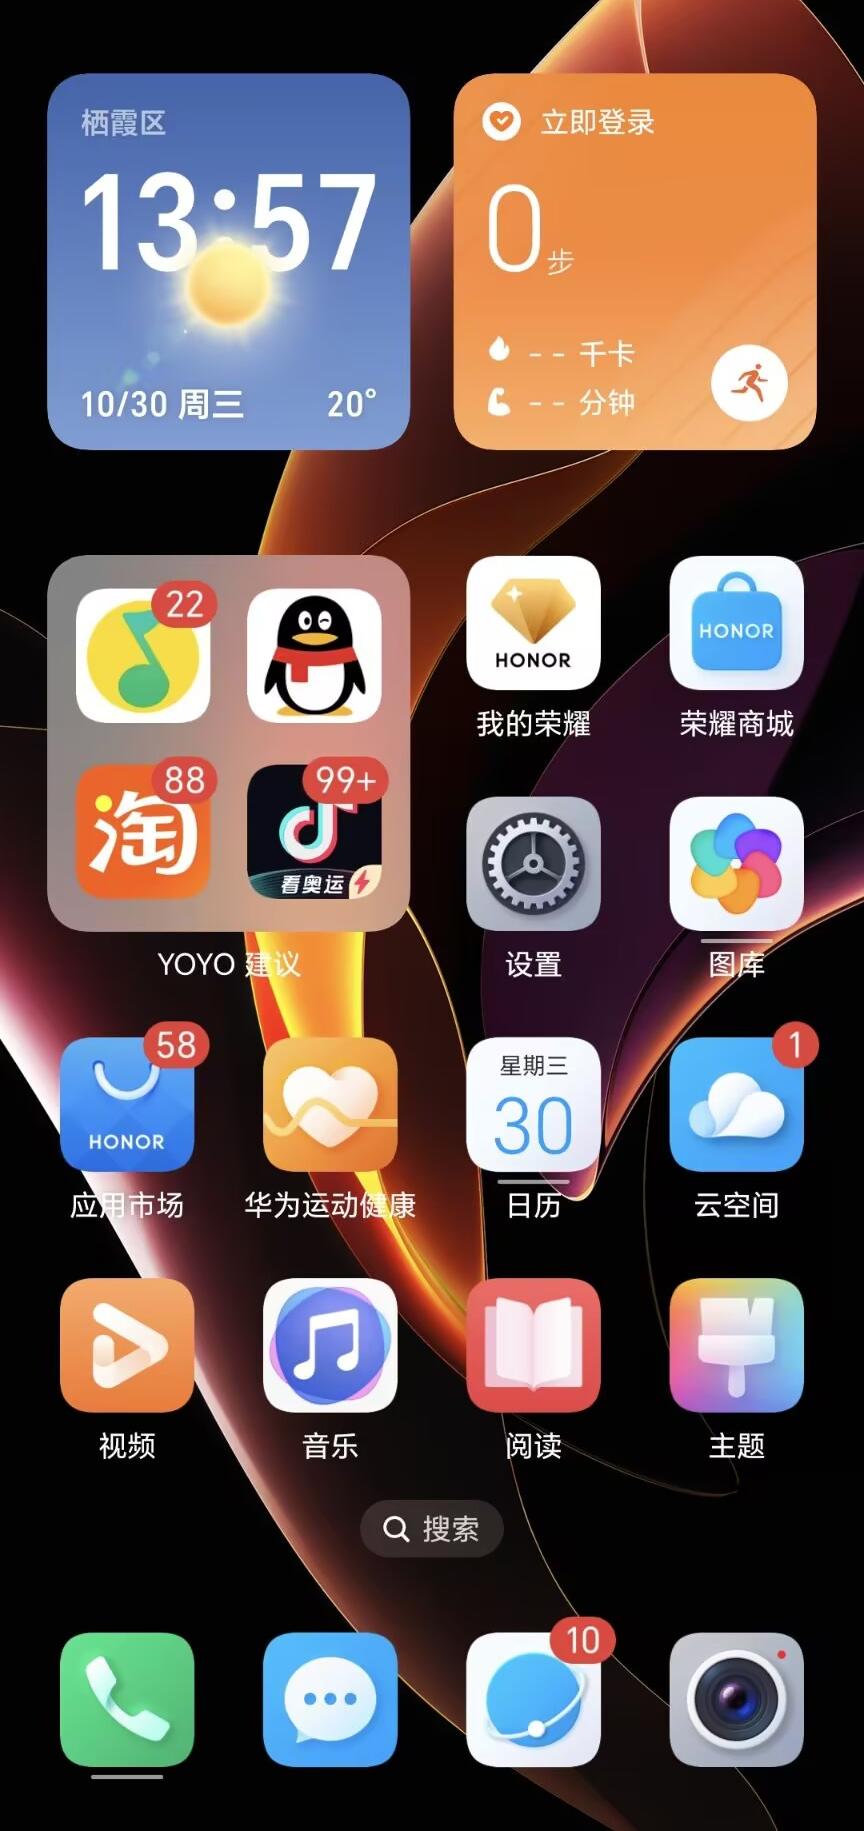 栖霞区
13:57
10/30 周三 20°
立即登录
0步
-- 千卡
-- 分钟
22
88
淘
99+
看奥运
YOYO 建议
HONOR
我的荣耀
HONOR
荣耀商城
设置
图库
58
HONOR
应用市场
华为运动健康
星期三
30
日历
1
云空间
视频
音乐
阅读
主题
搜索
10